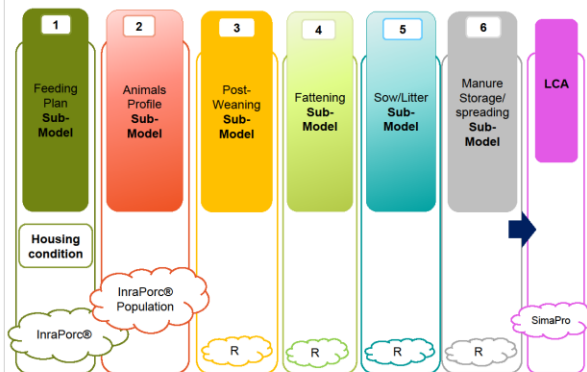 1
Feeding
Plan
Sub-
Model
Housing
condition
InraPorc®
2
Animals
Profile
Sub-
Model
InraPorc®
Population
3
Post-
Weaning
Sub-
Model
R
4
Fattening
Sub-
Model
R
5
Sow/Litter
Sub-
Model
R
6
Manure
Storage/
spreading
Sub-
Model
R
LCA
SimaPro